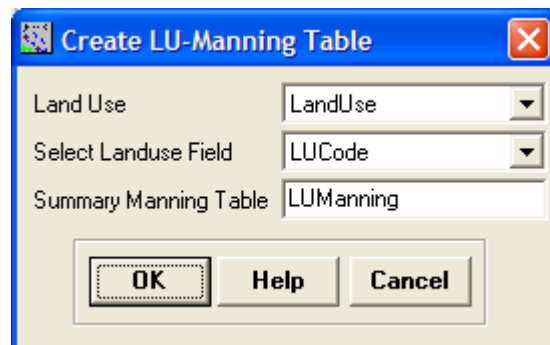 Create LU-Manning Table
Land Use LandUse
Select Landuse Field LUCode
Summary Manning Table LUManning
OK Help Cancel